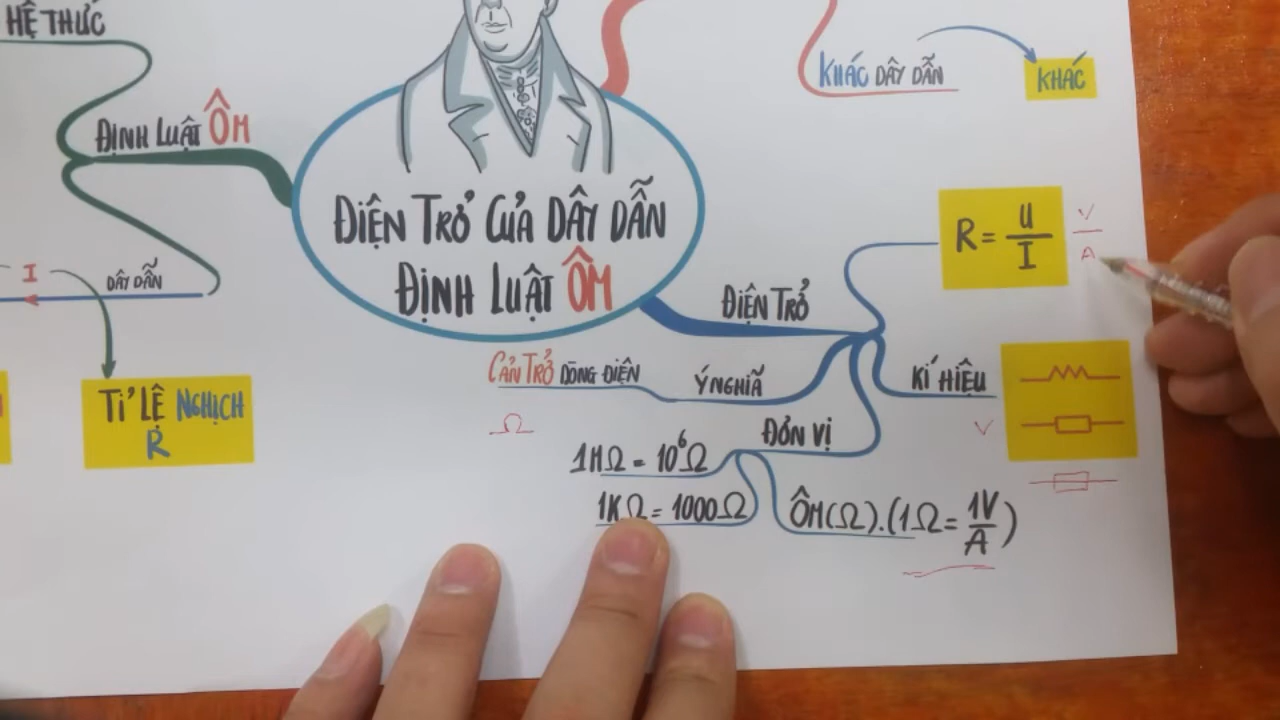 HỆ THỨC
ĐỊNH LUẬT ÔM
I
DÂY DẪN
TỈ LỆ NGHỊCH
R
ĐIỆN TRỞ CỦA DÂY DẪN
ĐỊNH LUẬT ÔM
KHÁC DÂY DẪN
KHÁC
ĐIỆN TRỞ
R = U/I
V/A
KÍ HIỆU
V
Ý NGHĨA
CẢN TRỞ DÒNG ĐIỆN
Ω
ĐƠN VỊ
1MΩ = 10⁶Ω
1KΩ = 1000Ω
ÔM(Ω).(1Ω = 1V/A)